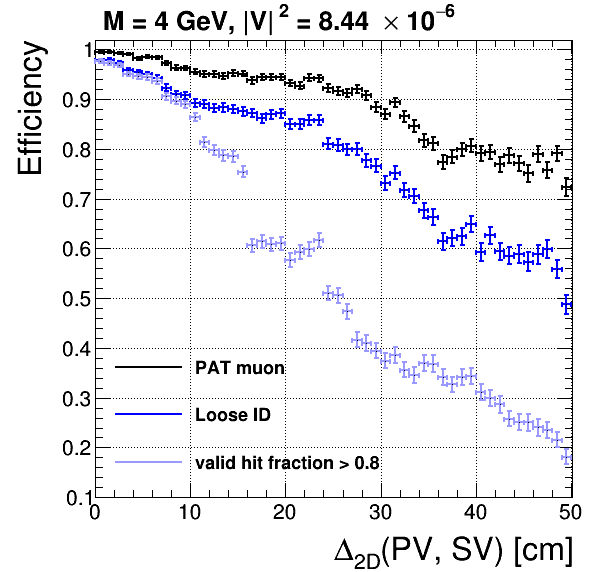 M = 4 GeV, |V|² = 8.44 × 10⁻⁶
Efficiency
1
0.9
0.8
0.7
0.6
0.5
0.4
0.3
0.2
0.1
PAT muon
Loose ID
valid hit fraction > 0.8
0 10 20 30 40 50
Δ₂D(PV, SV) [cm]